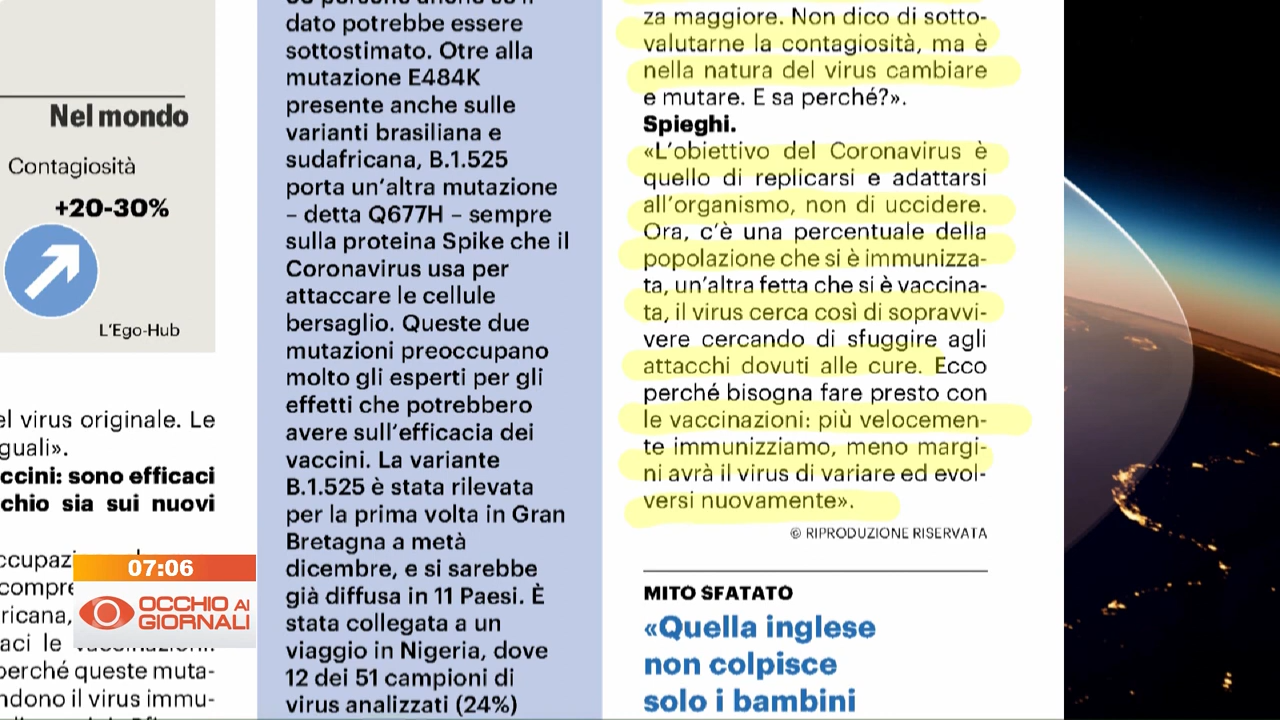 Nel mondo
Contagiosità
+20-30%
L'Ego-Hub
el virus originale. Le
guali».
ccini: sono efficaci
cchio sia sui nuovi
ccupazi
compre
ricana,
aci le vaccinazioni.
perché queste muta-
ndono il virus immu-
07:06
OCCHIO AI
GIORNALI
dato potrebbe essere
sottostimato. Otre alla
mutazione E484K
presente anche sulle
varianti brasiliana e
sudafricana, B.1.525
porta un'altra mutazione
– detta Q677H – sempre
sulla proteina Spike che il
Coronavirus usa per
attaccare le cellule
bersaglio. Queste due
mutazioni preoccupano
molto gli esperti per gli
effetti che potrebbero
avere sull'efficacia dei
vaccini. La variante
B.1.525 è stata rilevata
per la prima volta in Gran
Bretagna a metà
dicembre, e si sarebbe
già diffusa in 11 Paesi. È
stata collegata a un
viaggio in Nigeria, dove
12 dei 51 campioni di
virus analizzati (24%)
za maggiore. Non dico di sotto-
valutarne la contagiosità, ma è
nella natura del virus cambiare
e mutare. E sa perché?».
Spieghi.
«L'obiettivo del Coronavirus è
quello di replicarsi e adattarsi
all'organismo, non di uccidere.
Ora, c'è una percentuale della
popolazione che si è immunizza-
ta, un'altra fetta che si è vaccina-
ta, il virus cerca così di sopravvi-
vere cercando di sfuggire agli
attacchi dovuti alle cure. Ecco
perché bisogna fare presto con
le vaccinazioni: più velocemen-
te immunizziamo, meno margi-
ni avrà il virus di variare ed evol-
versi nuovamente».
© RIPRODUZIONE RISERVATA
MITO SFATATO
«Quella inglese
non colpisce
solo i bambini